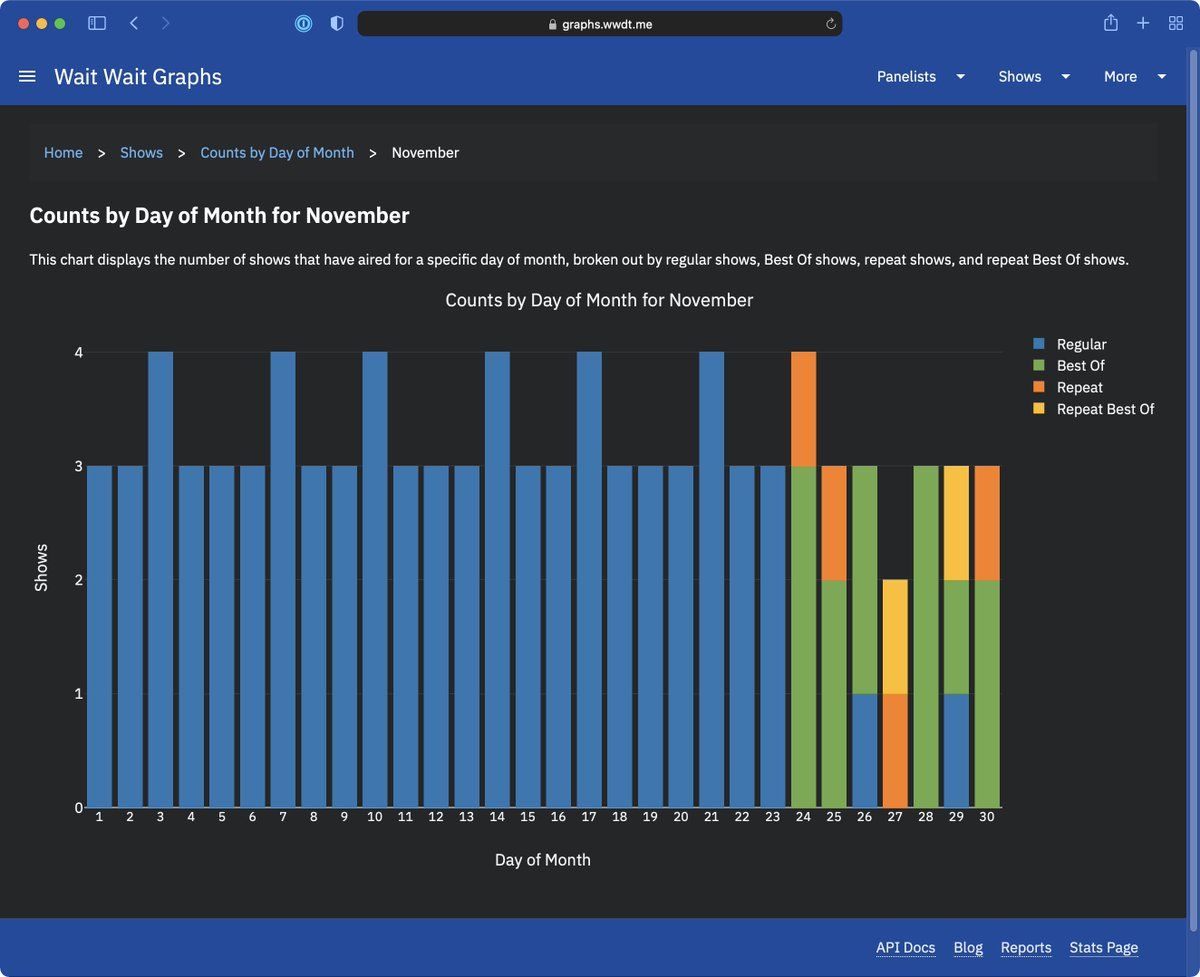 graphs.wwdt.me
Wait Wait Graphs
Panelists
Shows
More
Home > Shows > Counts by Day of Month > November
Counts by Day of Month for November
This chart displays the number of shows that have aired for a specific day of month, broken out by regular shows, Best Of shows, repeat shows, and repeat Best Of shows.
Counts by Day of Month for November
Regular
Best Of
Repeat
Repeat Best Of
4
3
2
1
0
Shows
1 2 3 4 5 6 7 8 9 10 11 12 13 14 15 16 17 18 19 20 21 22 23 24 25 26 27 28 29 30
Day of Month
API Docs Blog Reports Stats Page